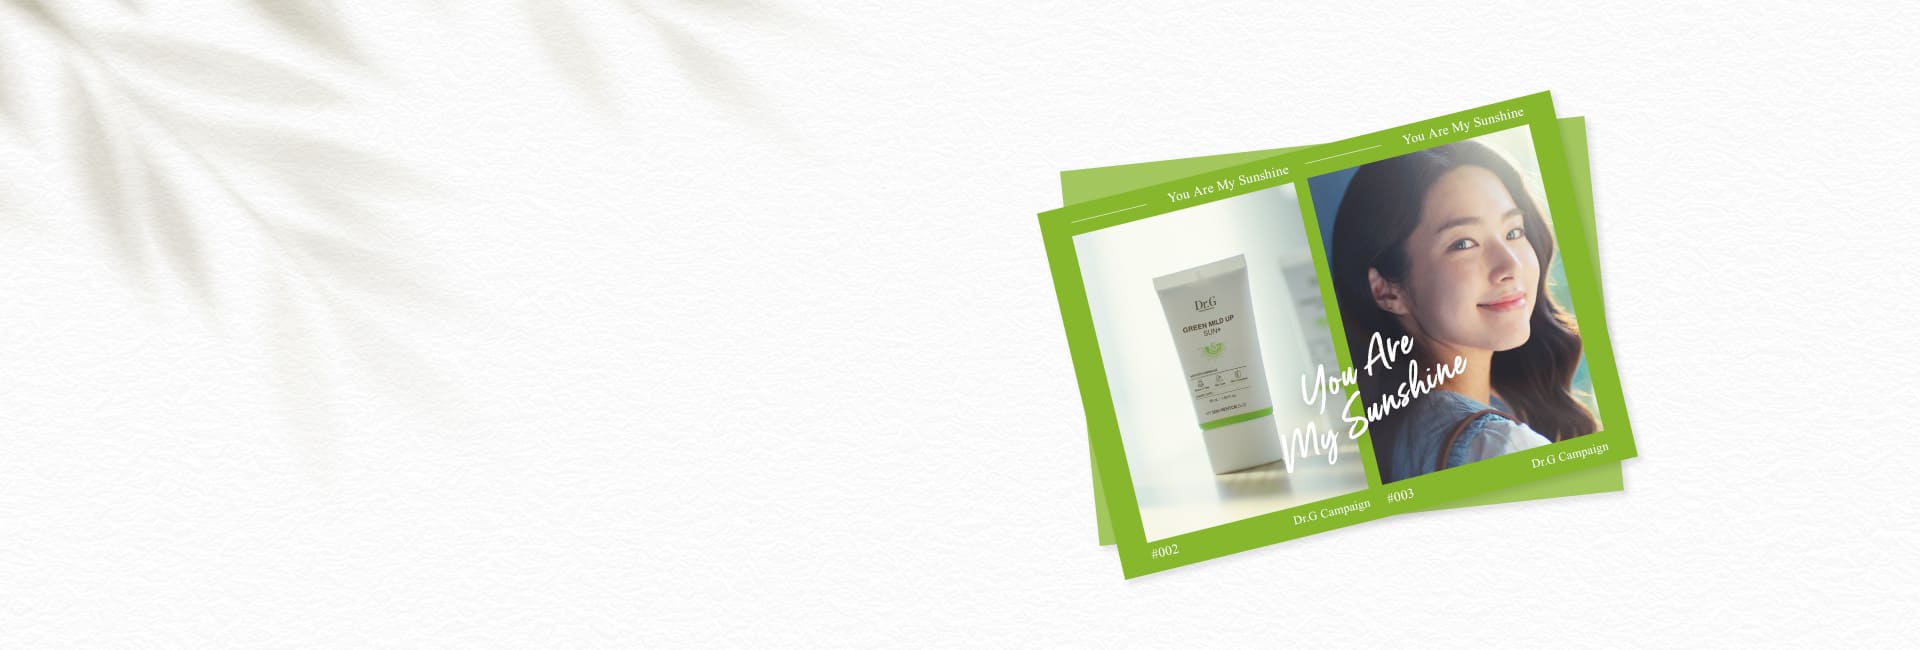 You Are My Sunshine
You Are My Sunshine
Dr.G
GREEN MILD UP
SUN+
You Are
My Sunshine
#002
Dr.G Campaign
#003
Dr.G Campaign